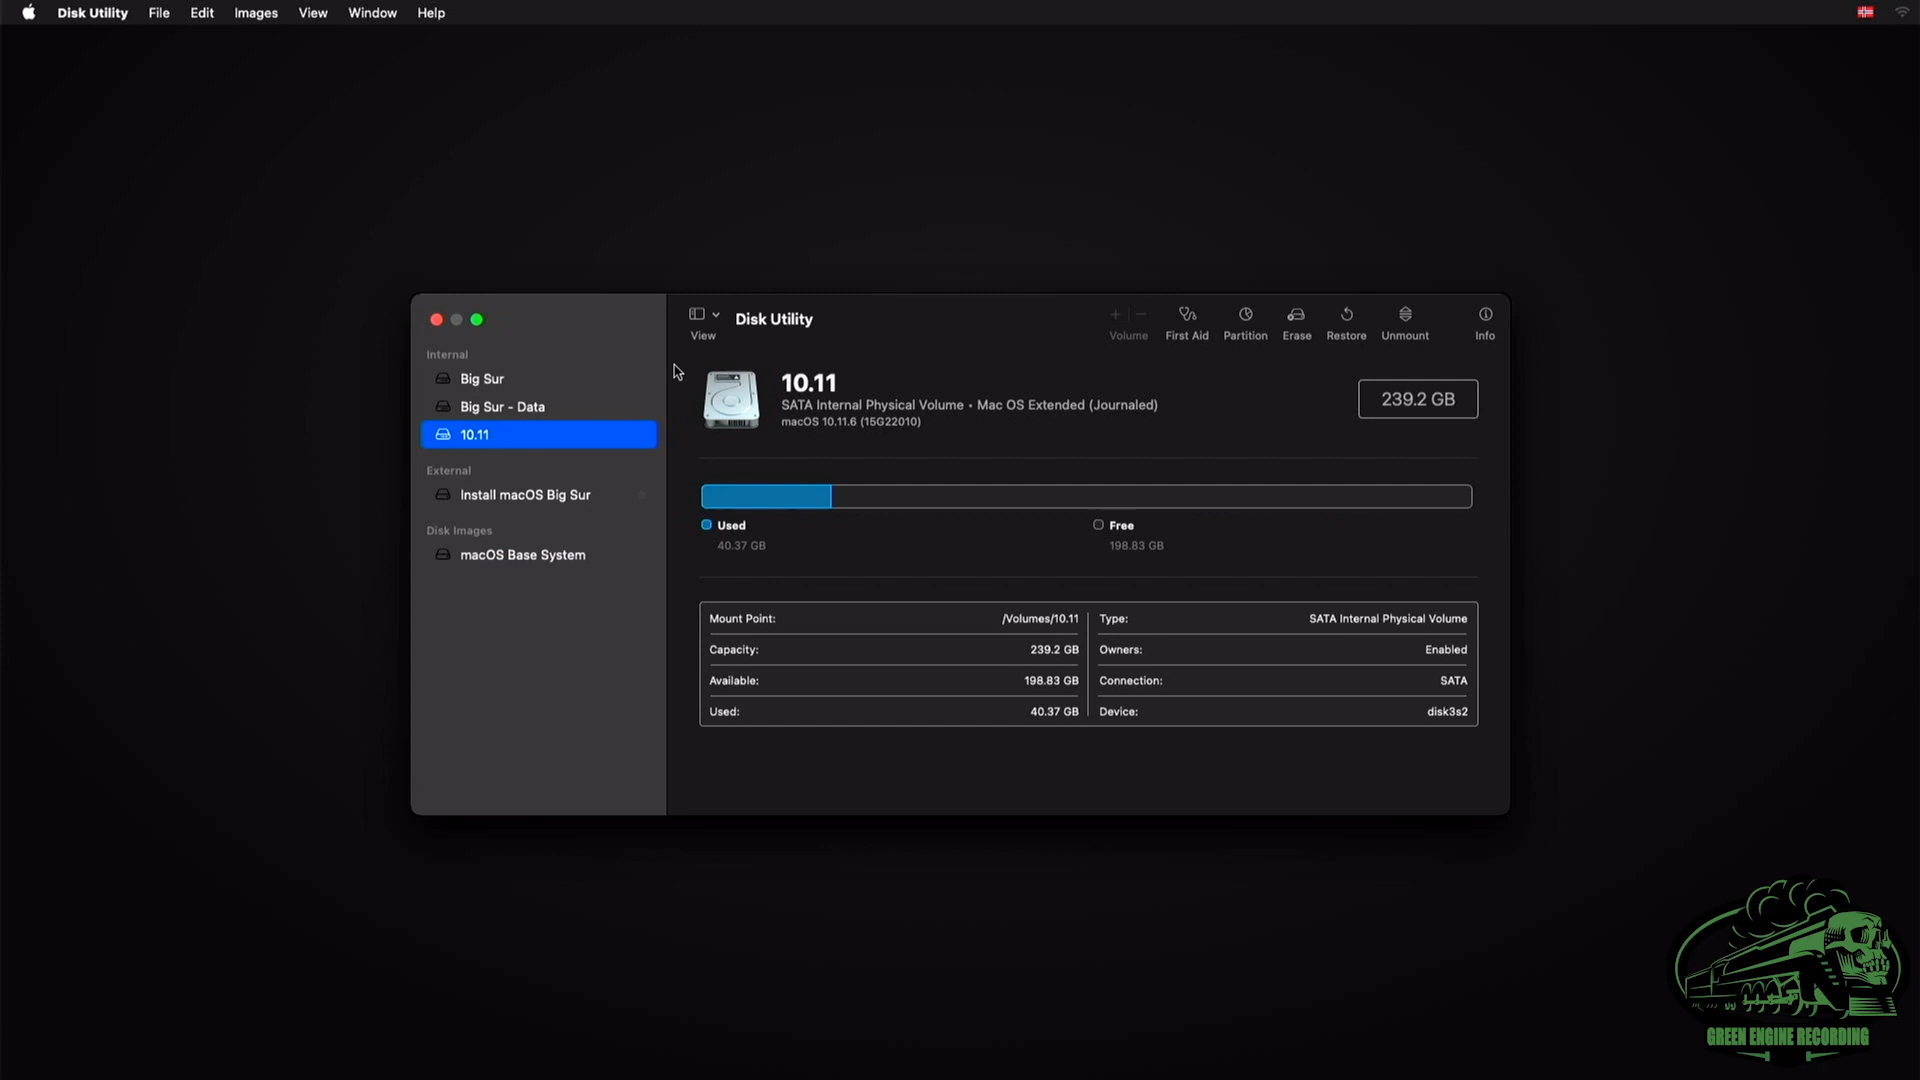 Disk Utility File Edit Images View Window Help
Disk Utility
View
Volume First Aid Partition Erase Restore Unmount Info
Internal
Big Sur
Big Sur - Data
10.11
External
Install macOS Big Sur
Disk Images
macOS Base System
10.11
SATA Internal Physical Volume • Mac OS Extended (Journaled)
macOS 10.11.6 (15G22010)
239.2 GB
Used
40.37 GB
Free
198.83 GB
Mount Point: /Volumes/10.11
Capacity: 239.2 GB
Available: 198.83 GB
Used: 40.37 GB
Type: SATA Internal Physical Volume
Owners: Enabled
Connection: SATA
Device: disk3s2
GREEN ENGINE RECORDING